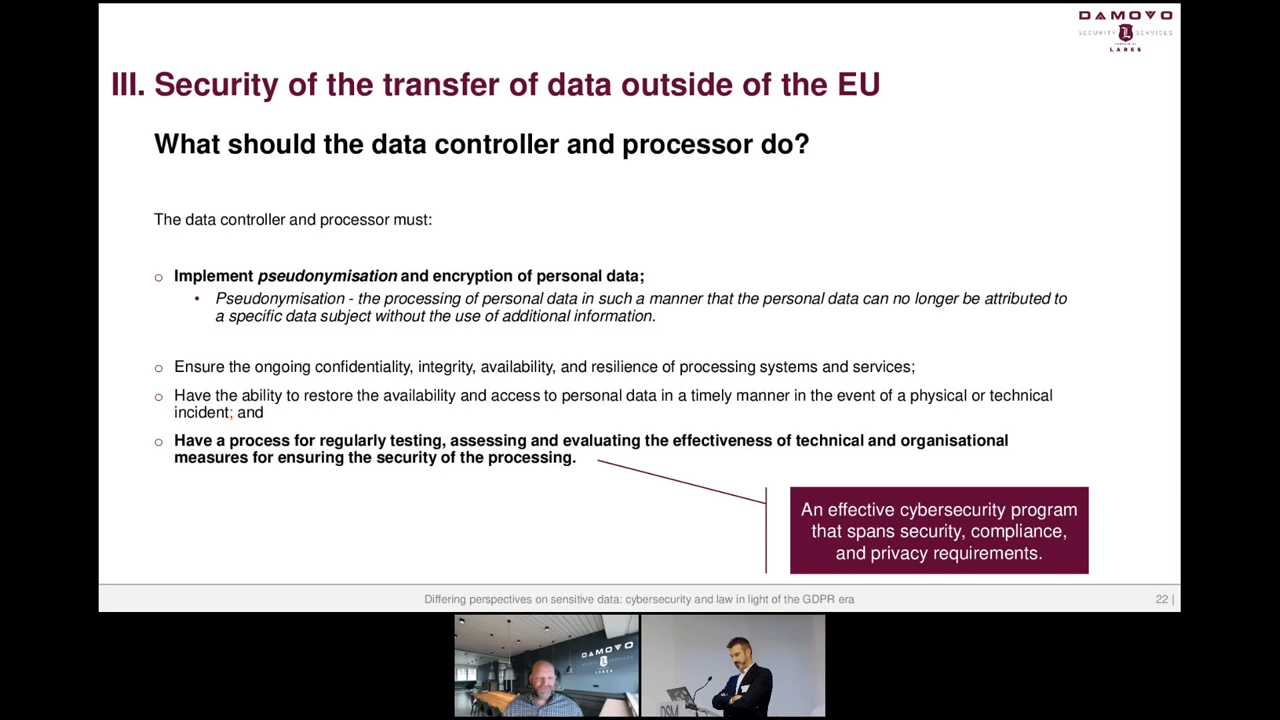 DAMOVO
SECURITY SERVICES
LARES
III. Security of the transfer of data outside of the EU
What should the data controller and processor do?
The data controller and processor must:
Implement pseudonymisation and encryption of personal data;
Pseudonymisation - the processing of personal data in such a manner that the personal data can no longer be attributed to
a specific data subject without the use of additional information.
Ensure the ongoing confidentiality, integrity, availability, and resilience of processing systems and services;
Have the ability to restore the availability and access to personal data in a timely manner in the event of a physical or technical
incident; and
Have a process for regularly testing, assessing and evaluating the effectiveness of technical and organisational
measures for ensuring the security of the processing.
An effective cybersecurity program
that spans security, compliance,
and privacy requirements.
Differing perspectives on sensitive data: cybersecurity and law in light of the GDPR era
22 |
DAMOVO
LARES
DSM